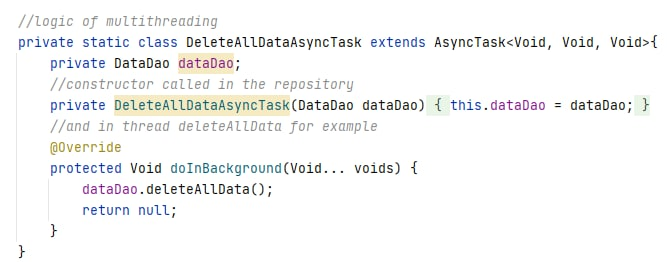 //logic of multithreading
private static class DeleteAllDataAsyncTask extends AsyncTask<Void, Void, Void>{
private DataDao dataDao;
//constructor called in the repository
private DeleteAllDataAsyncTask(DataDao dataDao) { this.dataDao = dataDao; }
//and in thread deleteAllData for example
@Override
protected Void doInBackground(Void... voids) {
dataDao.deleteAllData();
return null;
}
}